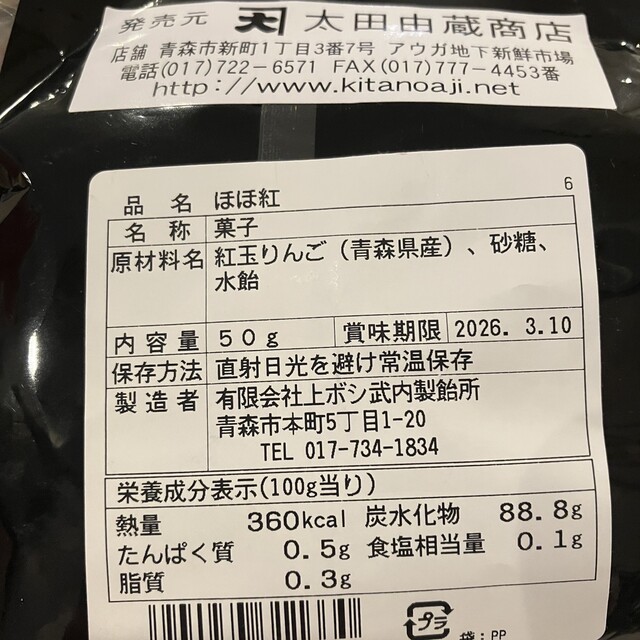 発売元 大 太田由蔵商店
店舗 青森市新町1丁目3番7号 アウガ地下新鮮市場
電話(017)722-6571 FAX(017)777-4453番
http://www.kitanoaji.net
6
品名 ほほ紅
名称 菓子
原材料名 紅玉りんご(青森県産)、砂糖、
水飴
内容量 50g 賞味期限 2026. 3.10
保存方法 直射日光を避け常温保存
製造者 有限会社上ボシ武内製飴所
青森市本町5丁目1-20
TEL 017-734-1834
栄養成分表示(100g当り)
熱量 360kcal 炭水化物 88.8g
たんぱく質 0.5g 食塩相当量 0.1g
脂質 0.3g
プラ
袋:PP